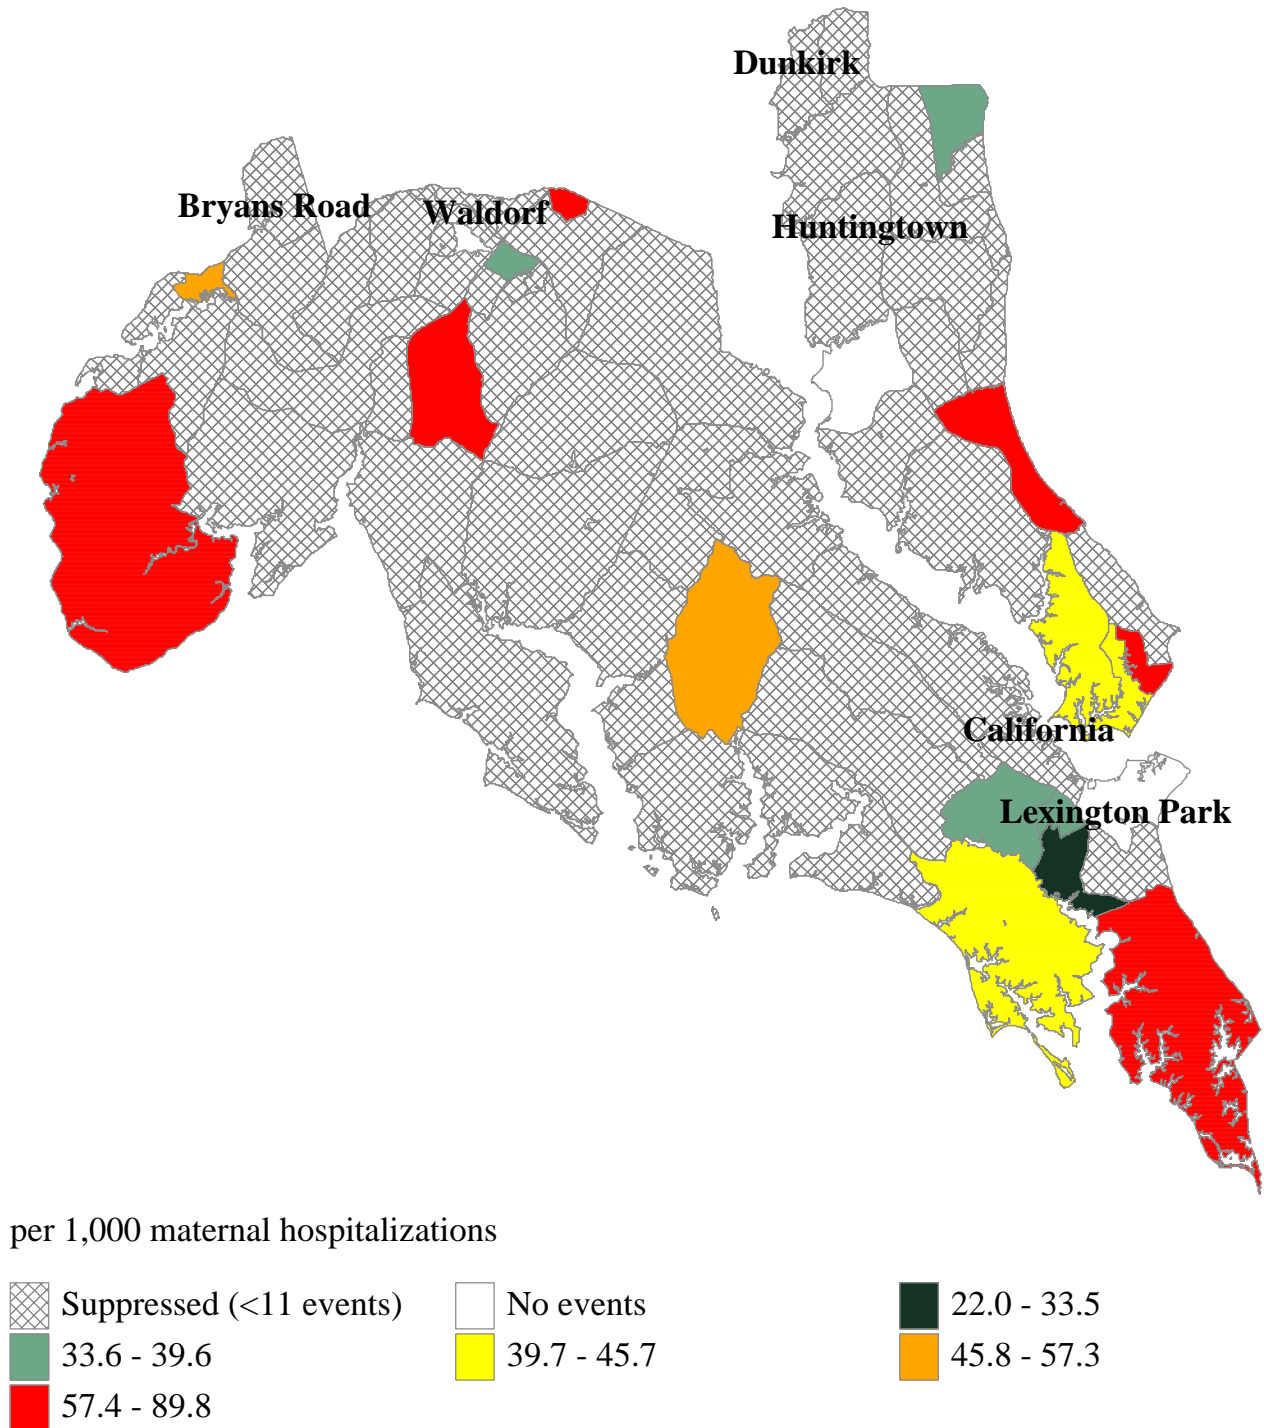 Dunkirk
Bryans Road
Waldorf
Huntingtown
California
Lexington Park
per 1,000 maternal hospitalizations
Suppressed (<11 events)
No events
22.0 - 33.5
33.6 - 39.6
39.7 - 45.7
45.8 - 57.3
57.4 - 89.8